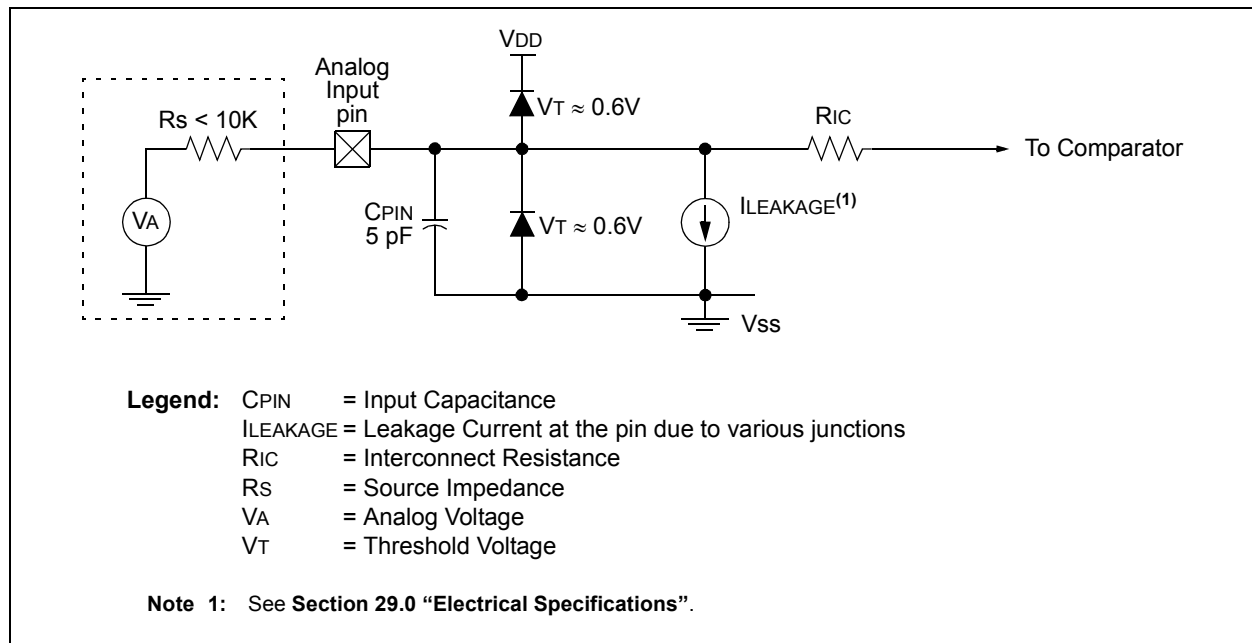 VDD
Analog
Input
pin
Rs < 10K
VT ≈ 0.6V
RIC
To Comparator
VA
CPIN
5 pF
VT ≈ 0.6V
ILEAKAGE(1)
Vss
Legend: CPIN = Input Capacitance
ILEAKAGE = Leakage Current at the pin due to various junctions
RIC = Interconnect Resistance
RS = Source Impedance
VA = Analog Voltage
VT = Threshold Voltage
Note 1: See Section 29.0 “Electrical Specifications”.